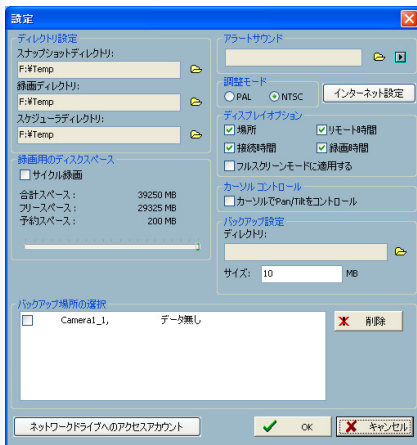 設定
ディレクトリ設定
スナップショットディレクトリ:
F:¥Temp
録画ディレクトリ:
F:¥Temp
スケジューラディレクトリ:
F:¥Temp
録画用のディスクスペース
サイクル録画
合計スペース: 39250 MB
フリースペース: 29325 MB
予約スペース: 200 MB
アラートサウンド
調整モード
PAL NTSC
インターネット設定
ディスプレイオプション
場所 リモート時間
接続時間 録画時間
フルスクリーンモードに適用する
カーソル コントロール
カーソルでPan/Tiltをコントロール
バックアップ設定
ディレクトリ:
サイズ: 10 MB
バックアップ場所の選択
Camera1_1, データ無し
削除
ネットワークドライブへのアクセスアカウント
OK
キャンセル